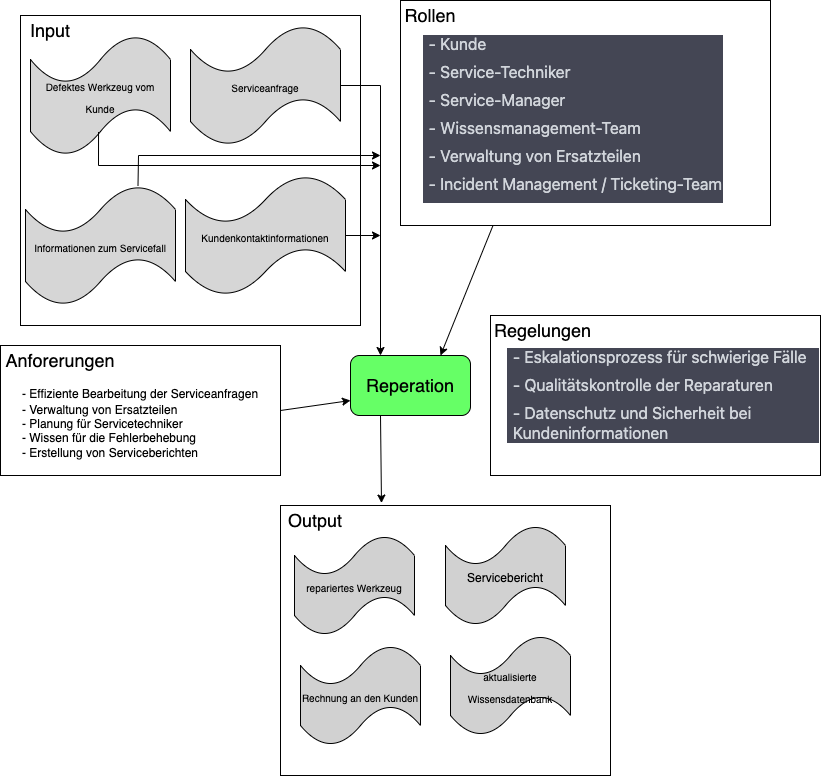 Input
Defektes Werkzeug vom
Kunde
Serviceanfrage
Informationen zum Servicefall
Kundenkontaktinformationen
Rollen
- Kunde
- Service-Techniker
- Service-Manager
- Wissensmanagement-Team
- Verwaltung von Ersatzteilen
- Incident Management / Ticketing-Team
Anforerungen
- Effiziente Bearbeitung der Serviceanfragen
- Verwaltung von Ersatzteilen
- Planung für Servicetechniker
- Wissen für die Fehlerbehebung
- Erstellung von Serviceberichten
Reperation
Regelungen
- Eskalationsprozess für schwierige Fälle
- Qualitätskontrolle der Reparaturen
- Datenschutz und Sicherheit bei
Kundeninformationen
Output
repariertes Werkzeug
Servicebericht
Rechnung an den Kunden
aktualisierte
Wissensdatenbank